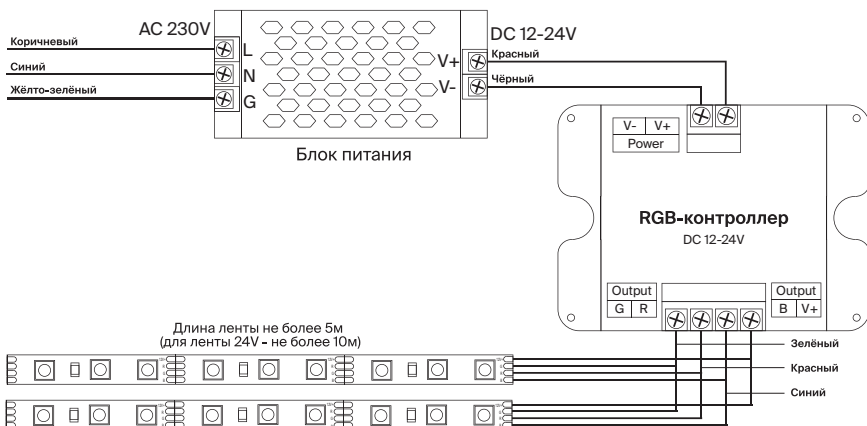 AC 230V
DC 12-24V
Коричневый
L
Красный
V+
Синий
N
Чёрный
V-
Жёлто-зелёный
G
Блок питания
V- V+
Power
RGB-контроллер
DC 12-24V
Output
G R
Output
B V+
Длина ленты не более 5м
(для ленты 24V - не более 10м)
Зелёный
Красный
Синий